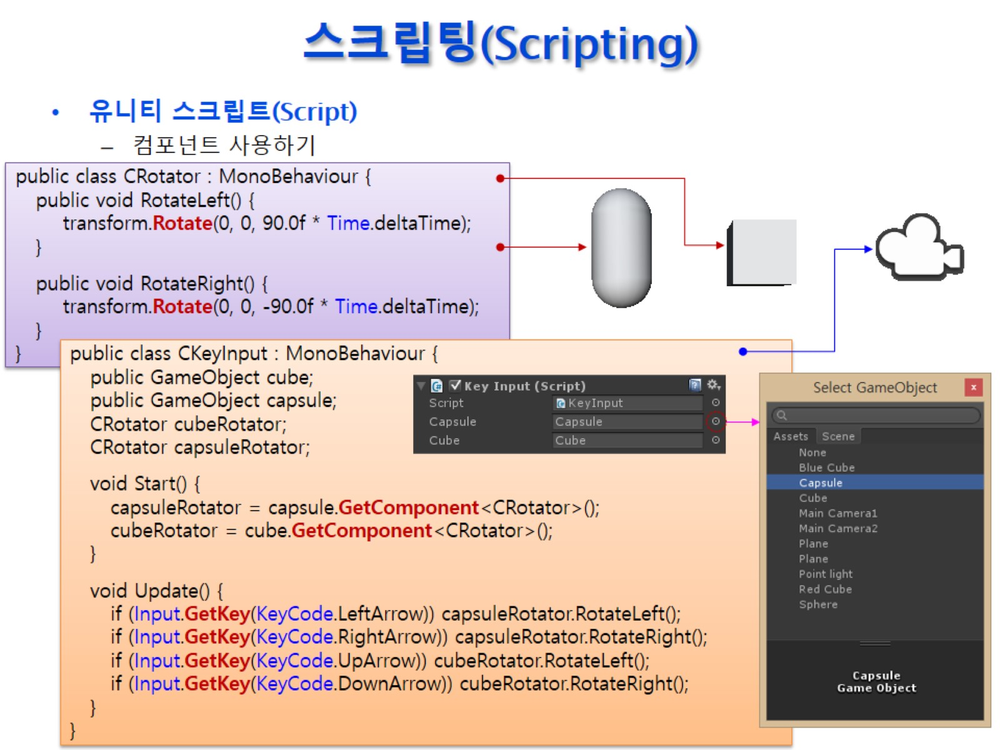 스크립팅(Scripting)
• 유니티 스크립트(Script)
– 컴포넌트 사용하기
public class CRotator : MonoBehaviour {
public void RotateLeft() {
transform.Rotate(0, 0, 90.0f * Time.deltaTime);
}
public void RotateRight() {
transform.Rotate(0, 0, -90.0f * Time.deltaTime);
}
}
public class CKeyInput : MonoBehaviour {
public GameObject cube;
public GameObject capsule;
CRotator cubeRotator;
CRotator capsuleRotator;
void Start() {
capsuleRotator = capsule.GetComponent<CRotator>();
cubeRotator = cube.GetComponent<CRotator>();
}
void Update() {
if (Input.GetKey(KeyCode.LeftArrow)) capsuleRotator.RotateLeft();
if (Input.GetKey(KeyCode.RightArrow)) capsuleRotator.RotateRight();
if (Input.GetKey(KeyCode.UpArrow)) cubeRotator.RotateLeft();
if (Input.GetKey(KeyCode.DownArrow)) cubeRotator.RotateRight();
}
}
Key Input (Script)
Script KeyInput
Capsule Capsule
Cube Cube
Select GameObject x
Assets Scene
None
Blue Cube
Capsule
Cube
Main Camera1
Main Camera2
Plane
Plane
Point light
Red Cube
Sphere
Capsule
Game Object